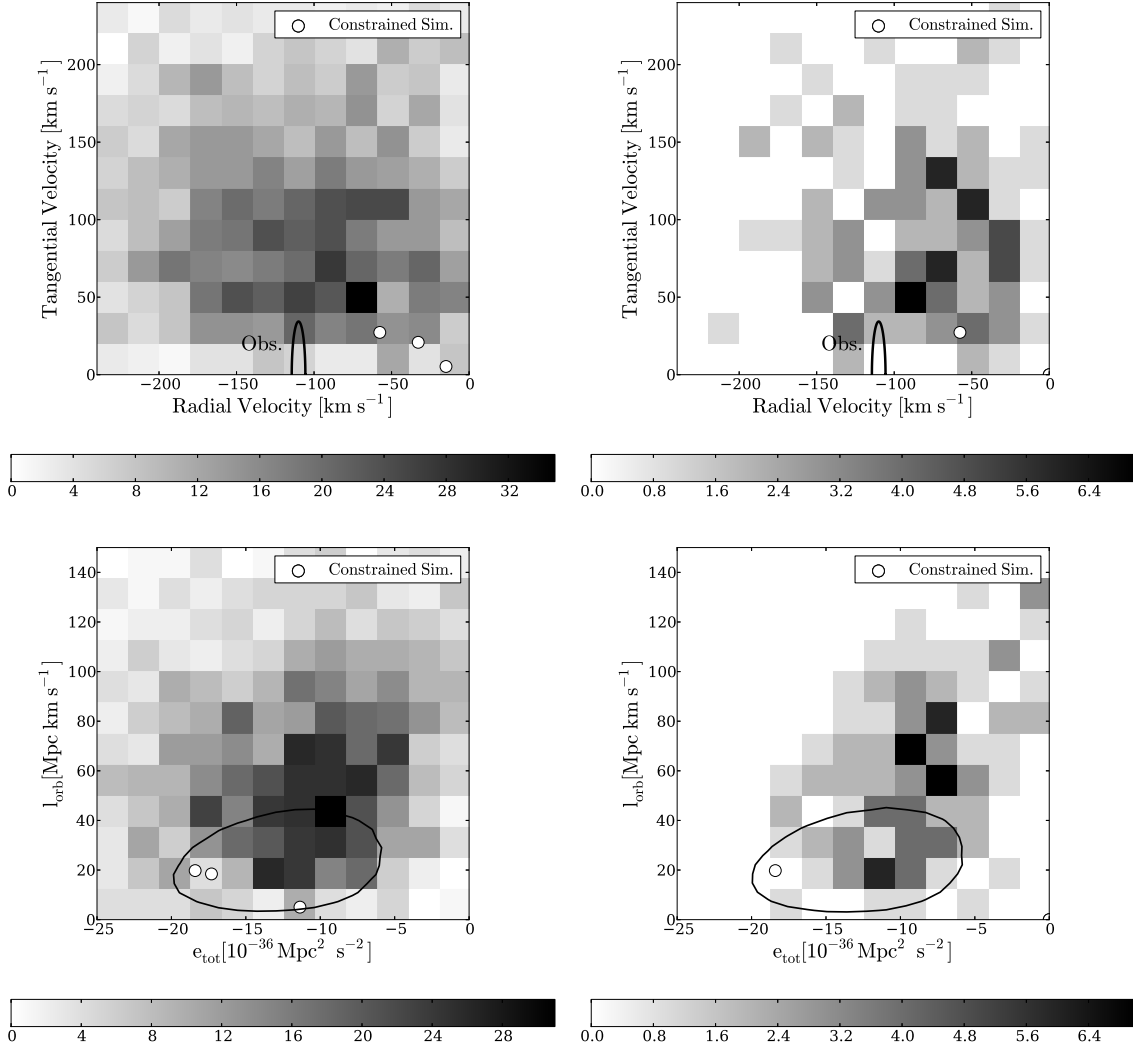 Constrained Sim.
Tangential Velocity [km s⁻¹]
200
150
100
50
0
Obs.
−200 −150 −100 −50 0
Radial Velocity [km s⁻¹]
0 4 8 12 16 20 24 28 32
Constrained Sim.
Tangential Velocity [km s⁻¹]
200
150
100
50
0
Obs.
−200 −150 −100 −50 0
Radial Velocity [km s⁻¹]
0.0 0.8 1.6 2.4 3.2 4.0 4.8 5.6 6.4
Constrained Sim.
l_orb[Mpc km s⁻¹]
140
120
100
80
60
40
20
0
−25 −20 −15 −10 −5 0
e_tot[10⁻³⁶ Mpc² s⁻²]
0 4 8 12 16 20 24 28
Constrained Sim.
l_orb[Mpc km s⁻¹]
140
120
100
80
60
40
20
0
−25 −20 −15 −10 −5 0
e_tot[10⁻³⁶ Mpc² s⁻²]
0.0 0.8 1.6 2.4 3.2 4.0 4.8 5.6 6.4